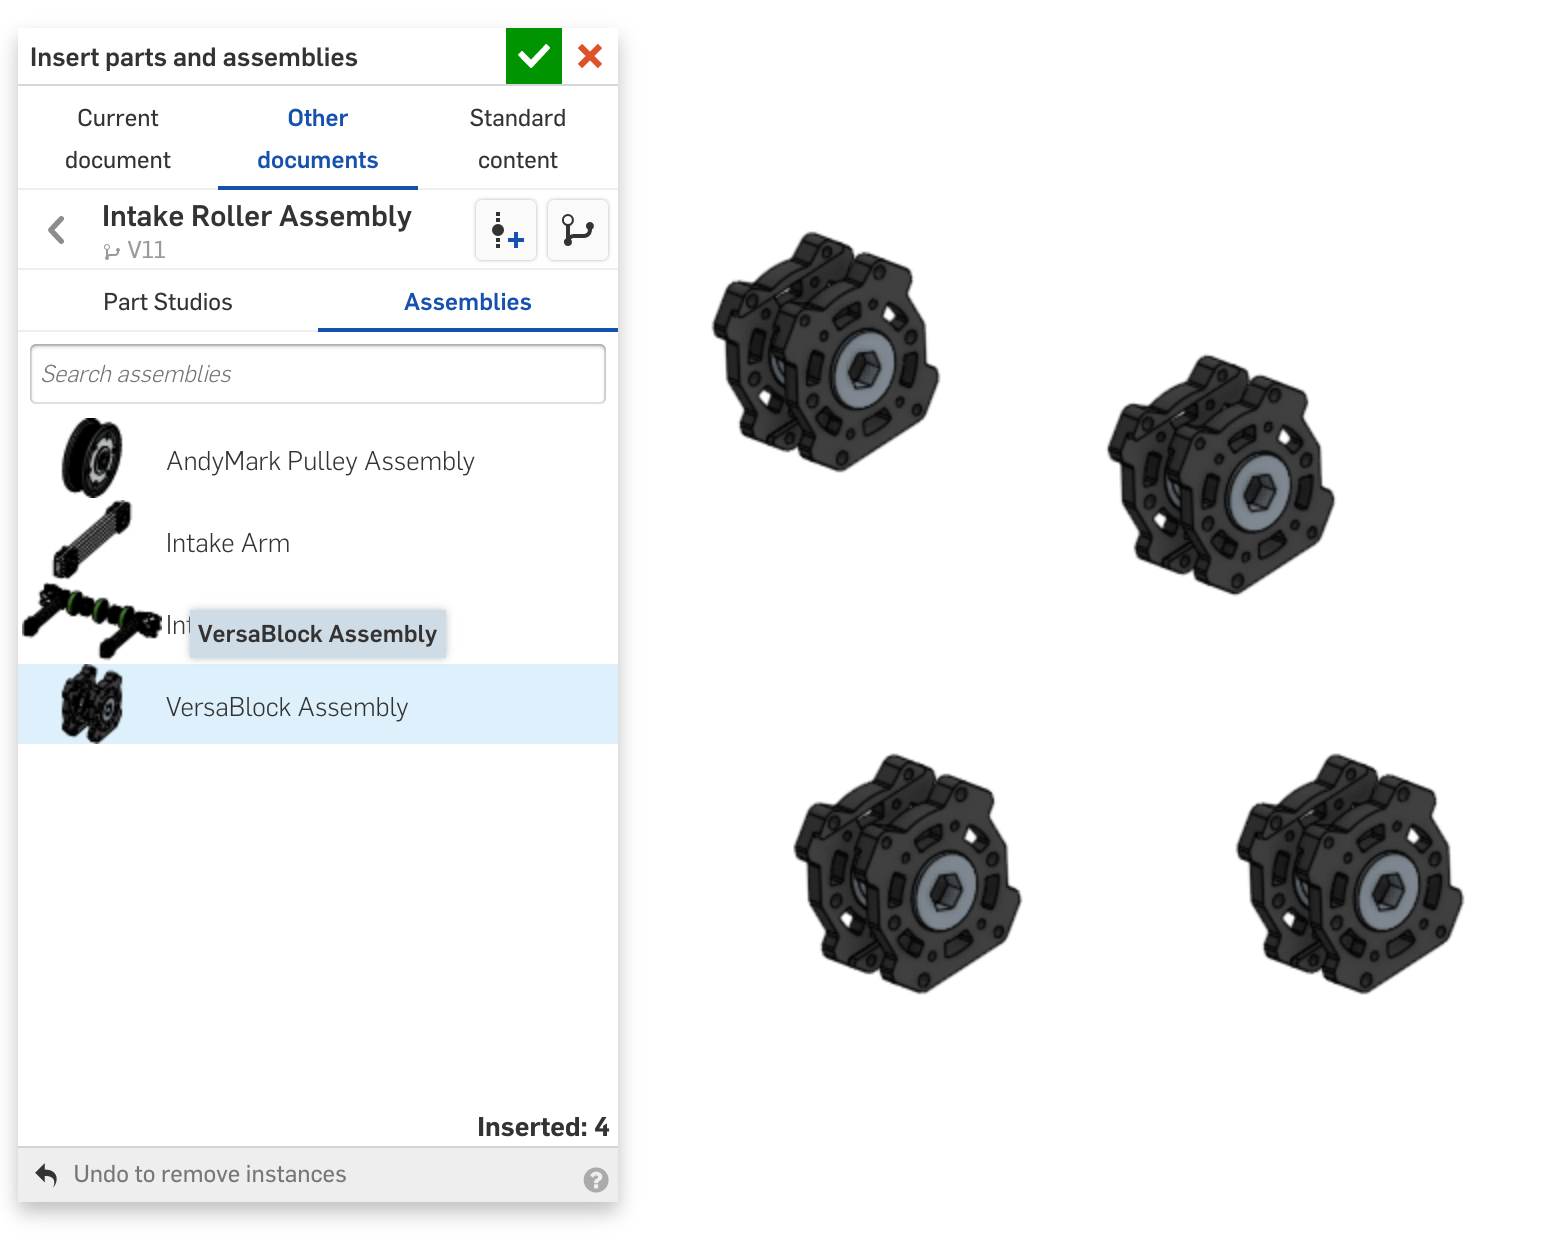 Insert parts and assemblies
Current document
Other documents
Standard content
Intake Roller Assembly
V11
Part Studios
Assemblies
Search assemblies
AndyMark Pulley Assembly
Intake Arm
VersaBlock Assembly
VersaBlock Assembly
Inserted: 4
Undo to remove instances
?